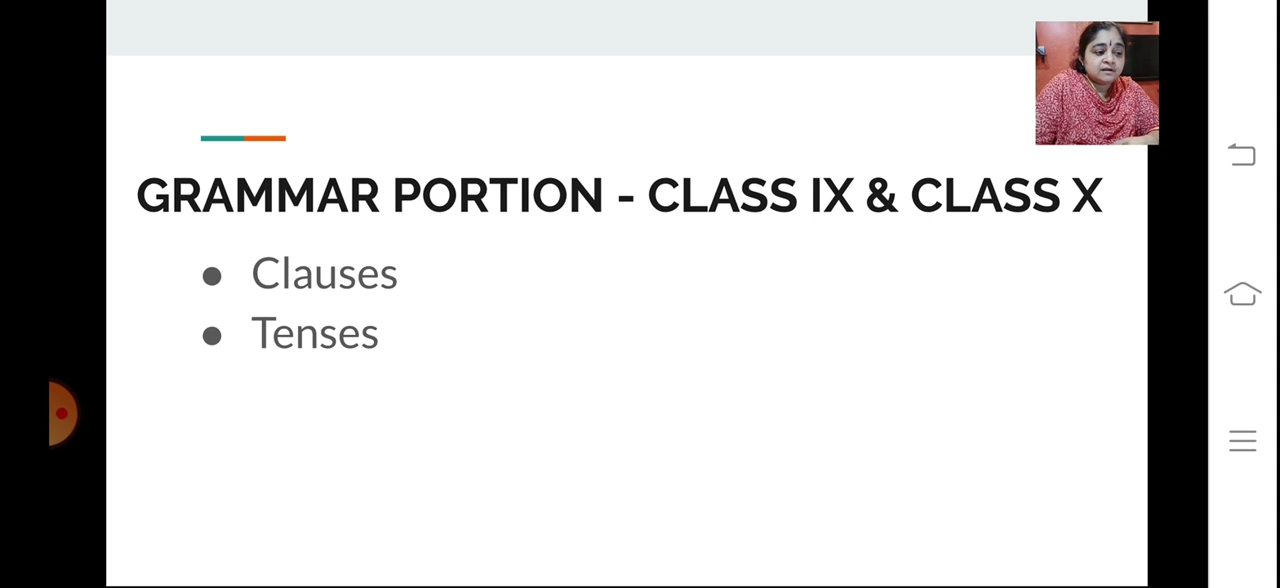 GRAMMAR PORTION - CLASS IX & CLASS X
● Clauses
● Tenses